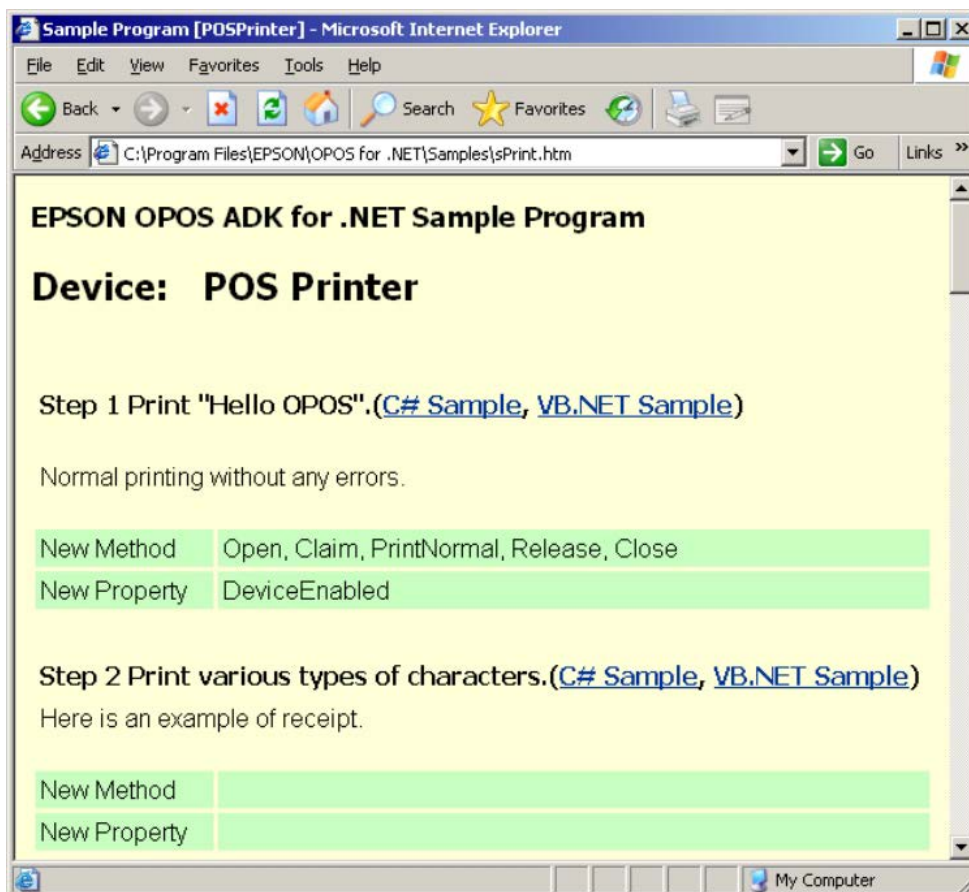 Sample Program [POSPrinter] - Microsoft Internet Explorer
File Edit View Favorites Tools Help
Back Search Favorites
Address C:\Program Files\EPSON\OPOS for .NET\Samples\sPrint.htm Go Links »
EPSON OPOS ADK for .NET Sample Program
Device: POS Printer
Step 1 Print "Hello OPOS".(C# Sample, VB.NET Sample)
Normal printing without any errors.
New Method Open, Claim, PrintNormal, Release, Close
New Property DeviceEnabled
Step 2 Print various types of characters.(C# Sample, VB.NET Sample)
Here is an example of receipt.
New Method
New Property
My Computer